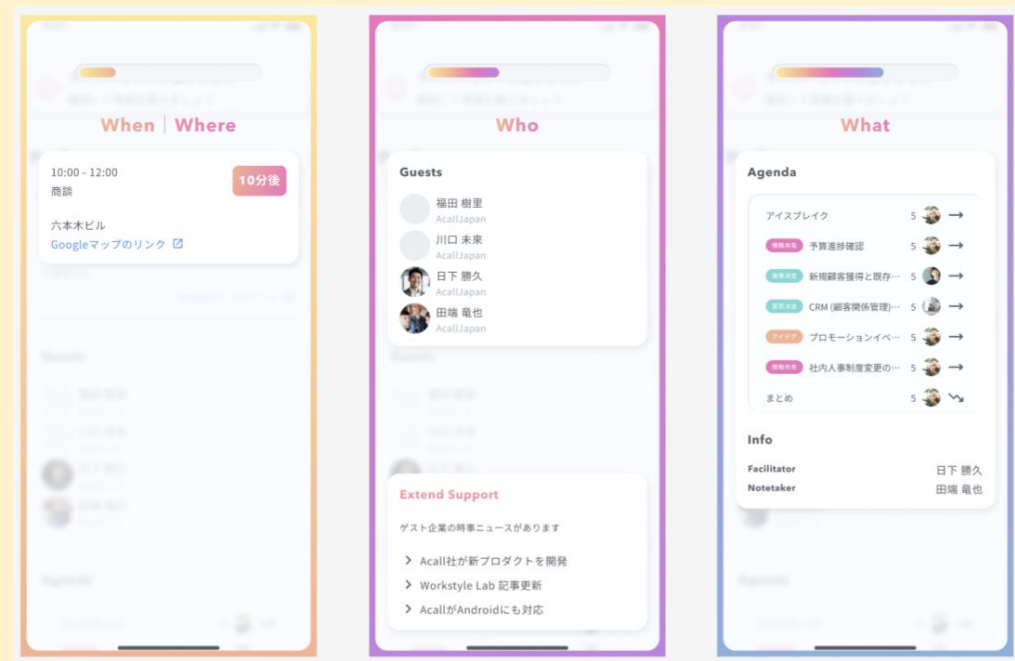 When | Where
10:00 - 12:00
商談
10分後
六本木ビル
Googleマップのリンク
Who
Guests
福田 樹里
AcallJapan
川口 未来
AcallJapan
日下 勝久
AcallJapan
田端 竜也
AcallJapan
Guests
Extend Support
ゲスト企業の時事ニュースがあります
Acall社が新プロダクトを開発
Workstyle Lab 記事更新
AcallがAndroidにも対応
What
Agenda
アイスブレイク 5
情報共有 予算進捗確認 5
意思決定 新規顧客獲得と既存… 5
意思決定 CRM (顧客関係管理)… 5
アイデア プロモーションイベ… 5
情報共有 社内人事制度変更の… 5
まとめ 5
Info
Facilitator 日下 勝久
Notetaker 田端 竜也